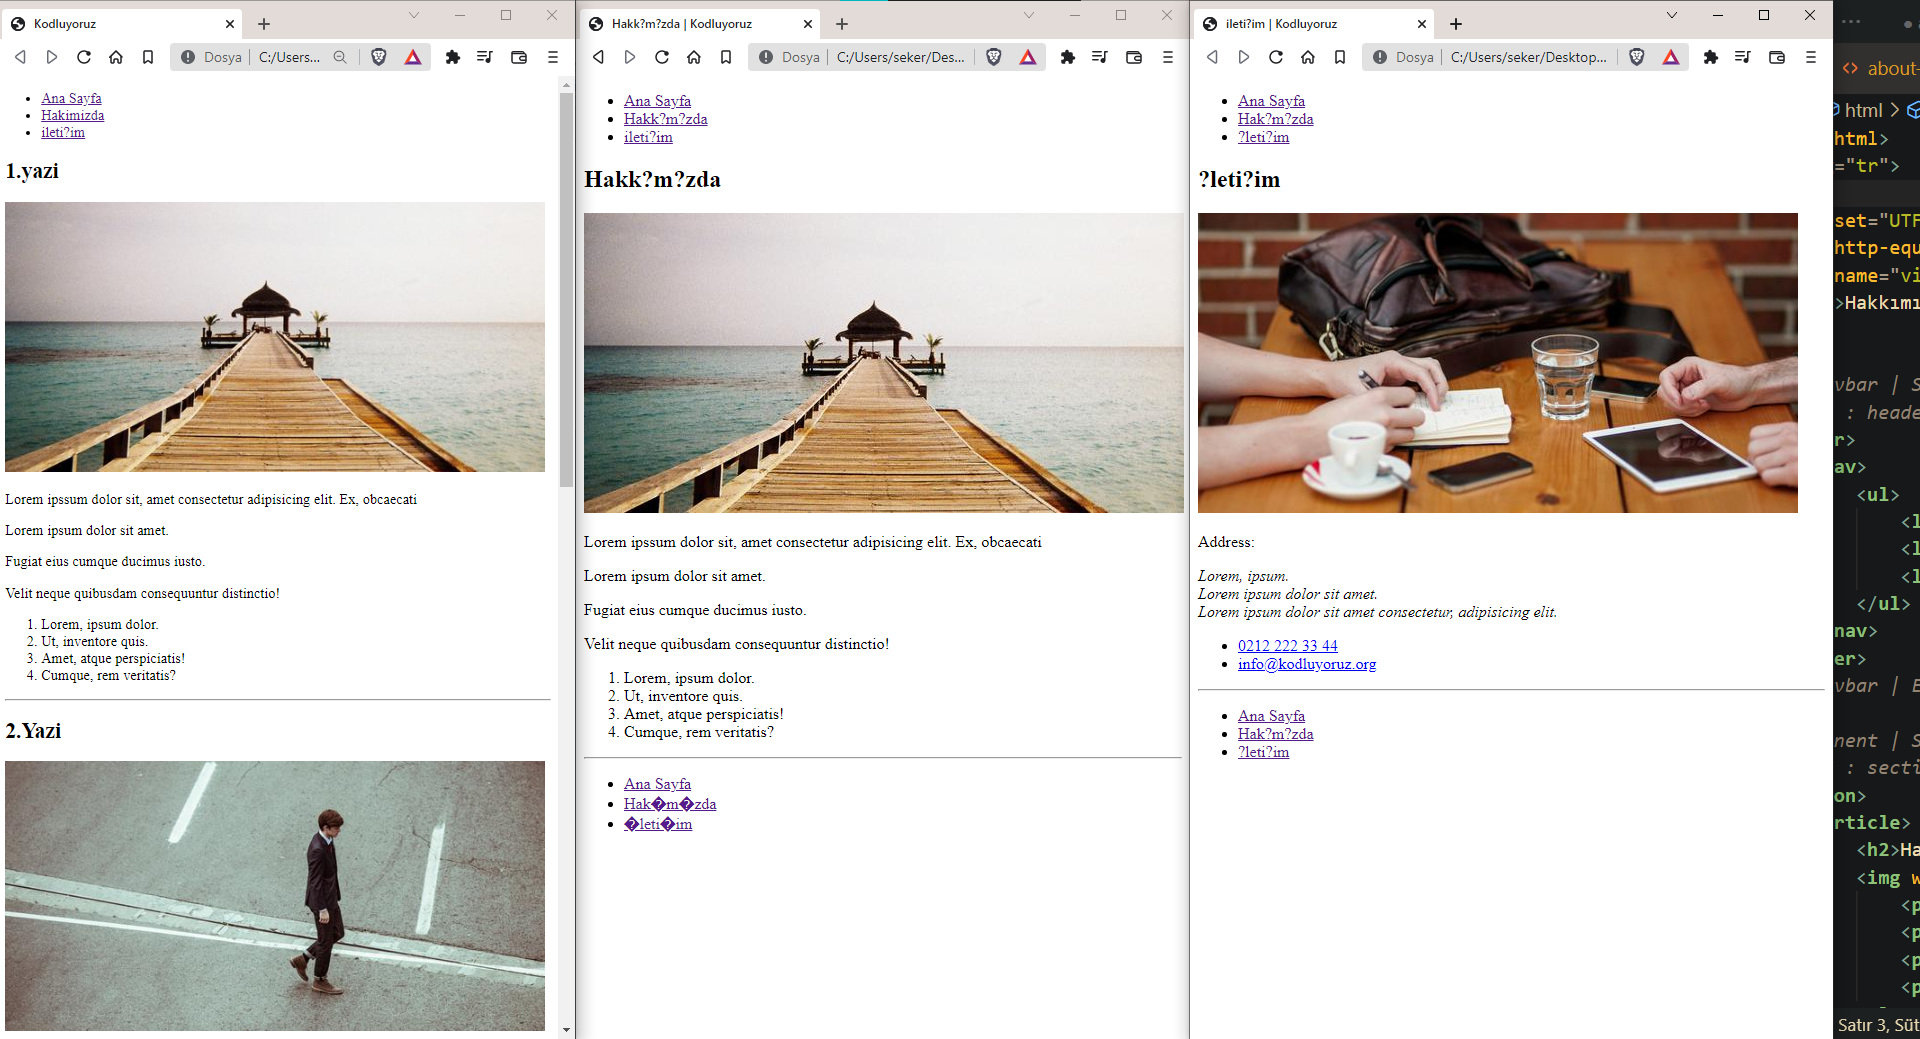 Kodluyoruz
Dosya
C:/Users...
Ana Sayfa
Hakimizda
ileti?im
1.yazi
Lorem ipssum dolor sit, amet consectetur adipisicing elit. Ex, obcaecati
Lorem ipsum dolor sit amet.
Fugiat eius cumque ducimus iusto.
Velit neque quibusdam consequuntur distinctio!
1. Lorem, ipsum dolor.
2. Ut, inventore quis.
3. Amet, atque perspiciatis!
4. Cumque, rem veritatis?
2.Yazi
Hakk?m?zda | Kodluyoruz
Dosya
C:/Users/seker/Des...
Ana Sayfa
Hakk?m?zda
ileti?im
Hakk?m?zda
Lorem ipssum dolor sit, amet consectetur adipisicing elit. Ex, obcaecati
Lorem ipsum dolor sit amet.
Fugiat eius cumque ducimus iusto.
Velit neque quibusdam consequuntur distinctio!
1. Lorem, ipsum dolor.
2. Ut, inventore quis.
3. Amet, atque perspiciatis!
4. Cumque, rem veritatis?
Ana Sayfa
Hak�m�zda
�leti�im
ileti?im | Kodluyoruz
Dosya
C:/Users/seker/Desktop...
Ana Sayfa
Hak?m?zda
?leti?im
?leti?im
Address:
Lorem, ipsum.
Lorem ipsum dolor sit amet.
Lorem ipsum dolor sit amet consectetur, adipisicing elit.
0212 222 33 44
info@kodluyoruz.org
Ana Sayfa
Hak?m?zda
?leti?im
about-
html >
html>
="tr">
set="UTF
http-equ
name="vi
>Hakkımı
vbar | S
: heade
r>
av>
<ul>
<l
<l
<l
</ul>
nav>
er>
vbar | E
nent | S
: secti
on>
rticle>
<h2>Ha
<img w
<p
<p
<p
<p
Satır 3, Süt